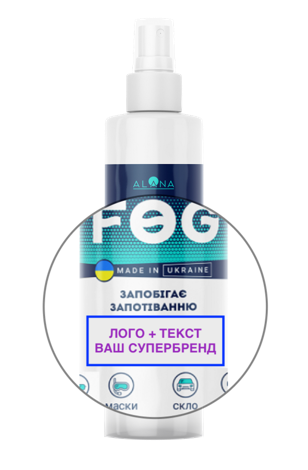 ALANA
FOG
MADE IN UKRAINE
ЗАПОБІГАЄ
ЗАПОТІВАННЮ
ЛОГО + ТЕКСТ
ВАШ СУПЕРБРЕНД
маски
скло